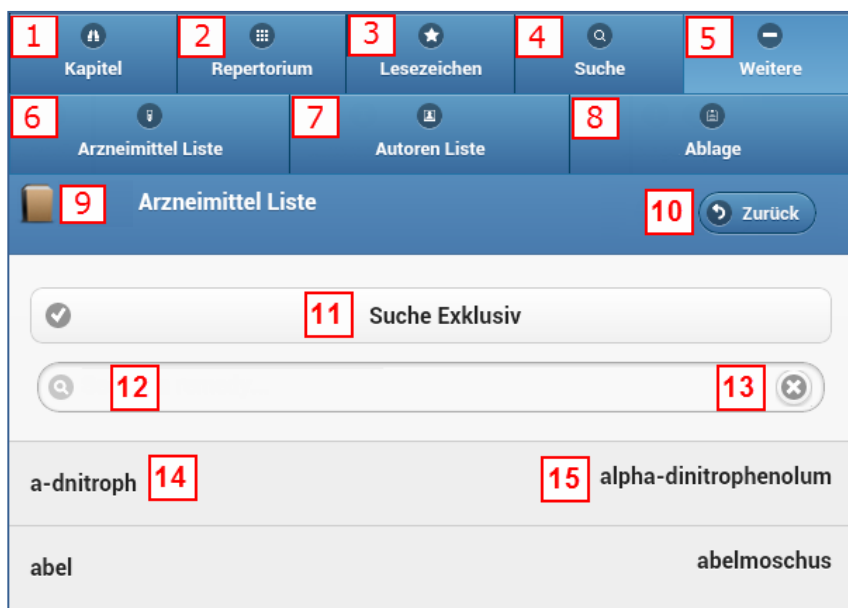 1 2 3 4 5
Kapitel Repertorium Lesezeichen Suche Weitere
6 7 8
Arzneimittel Liste Autoren Liste Ablage
9 Arzneimittel Liste 10 Zurück
11 Suche Exklusiv
12 13
a-dnitroph 14 15 alpha-dinitrophenolum
abel abelmoschus